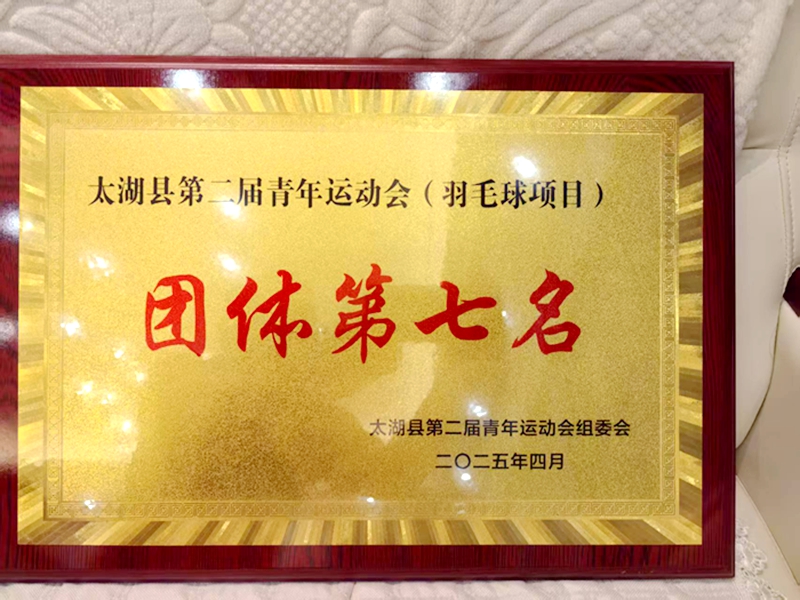 太湖县第二届青年运动会（羽毛球项目）
团体第七名
太湖县第二届青年运动会组委会
二〇二五年四月